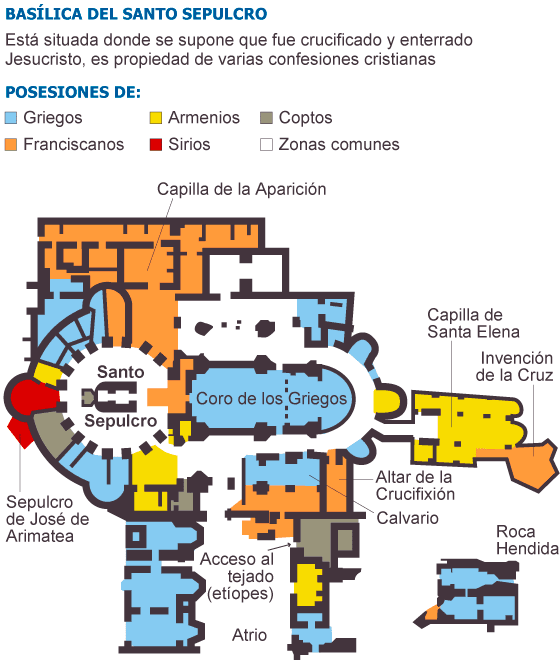 BASÍLICA DEL SANTO SEPULCRO
Está situada donde se supone que fue crucificado y enterrado
Jesucristo, es propiedad de varias confesiones cristianas
POSESIONES DE:
Griegos
Armenios
Coptos
Franciscanos
Sirios
Zonas comunes
Capilla de la Aparición
Capilla de
Santa Elena
Invención
de la Cruz
Santo
Sepulcro
Coro de los Griegos
Sepulcro
de José de
Arimatea
Altar de la
Crucifixión
Calvario
Acceso al
tejado
(etíopes)
Roca
Hendida
Atrio